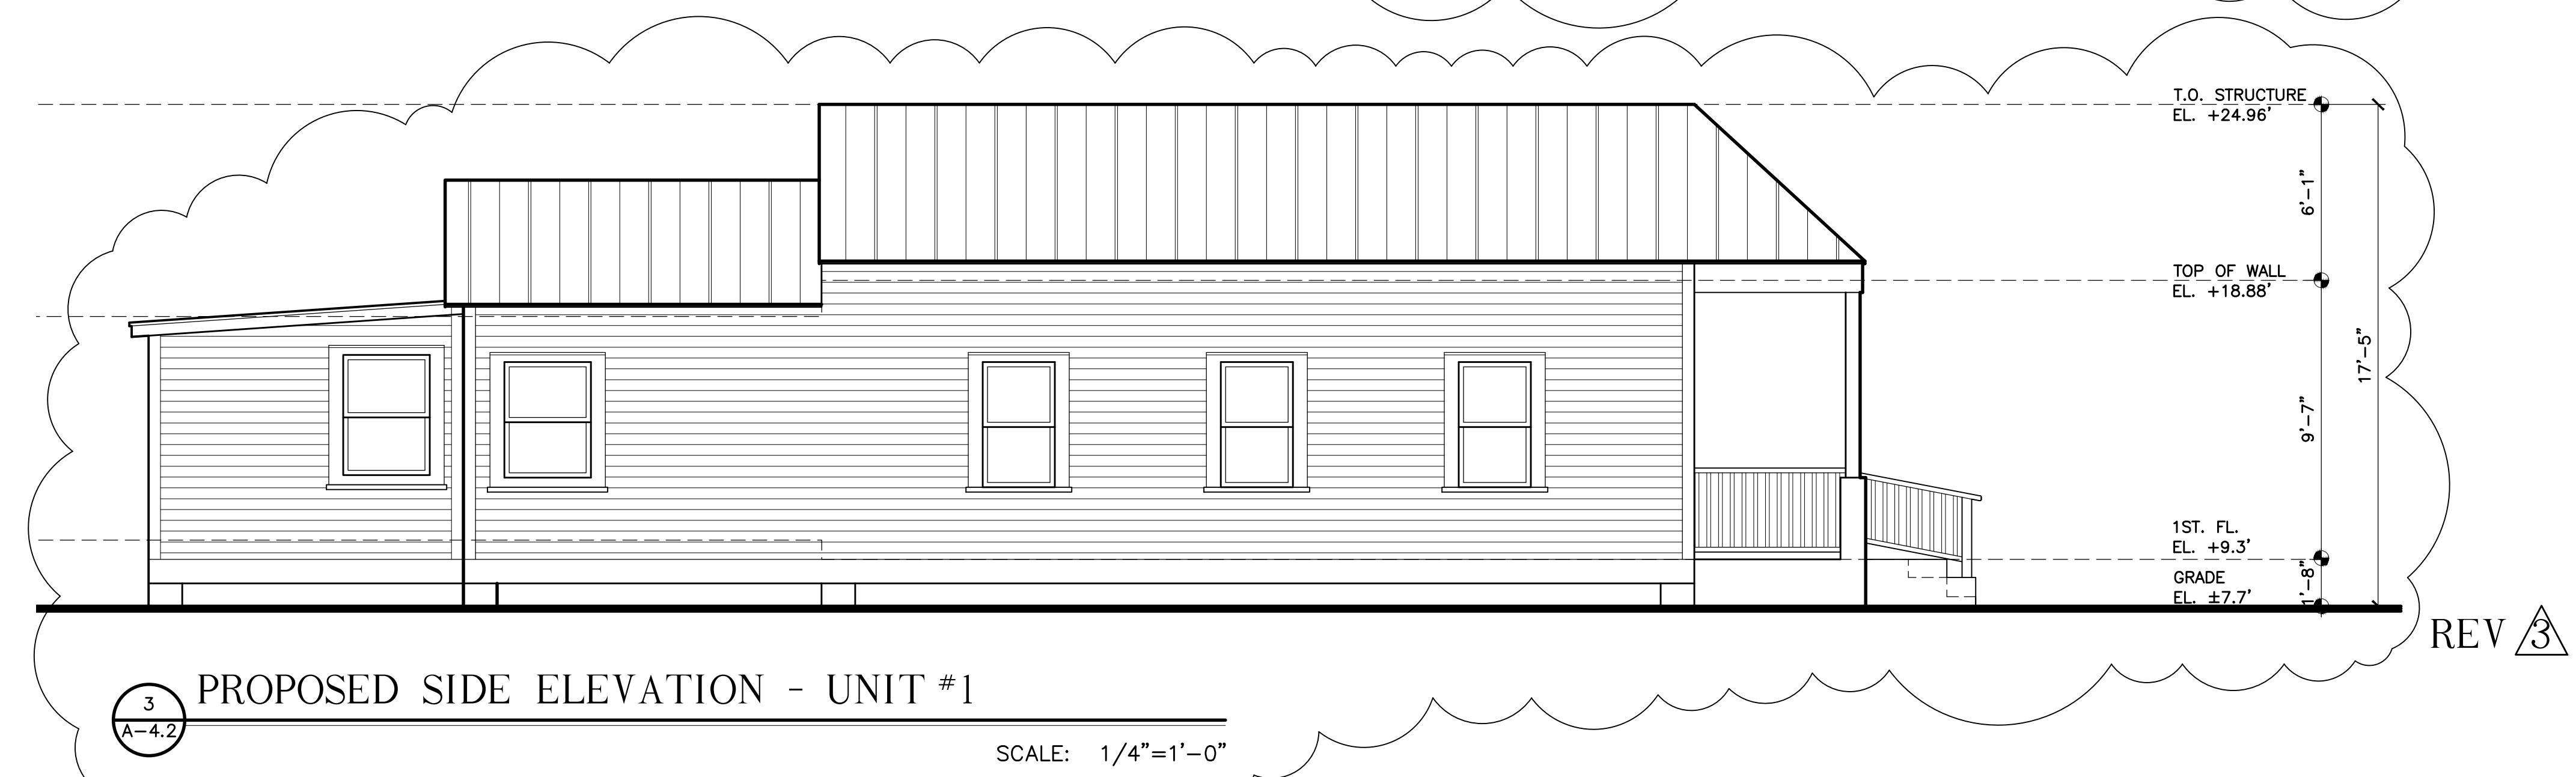 T.O. STRUCTURE
EL. +24.96'
6'-1"
TOP OF WALL
EL. +18.88'
17'-5"
9'-7"
1ST. FL.
EL. +9.3'
GRADE
EL. ±7.7'
1'-8"
REV 3
3
A-4.2
PROPOSED SIDE ELEVATION - UNIT #1
SCALE: 1/4"=1'-0"